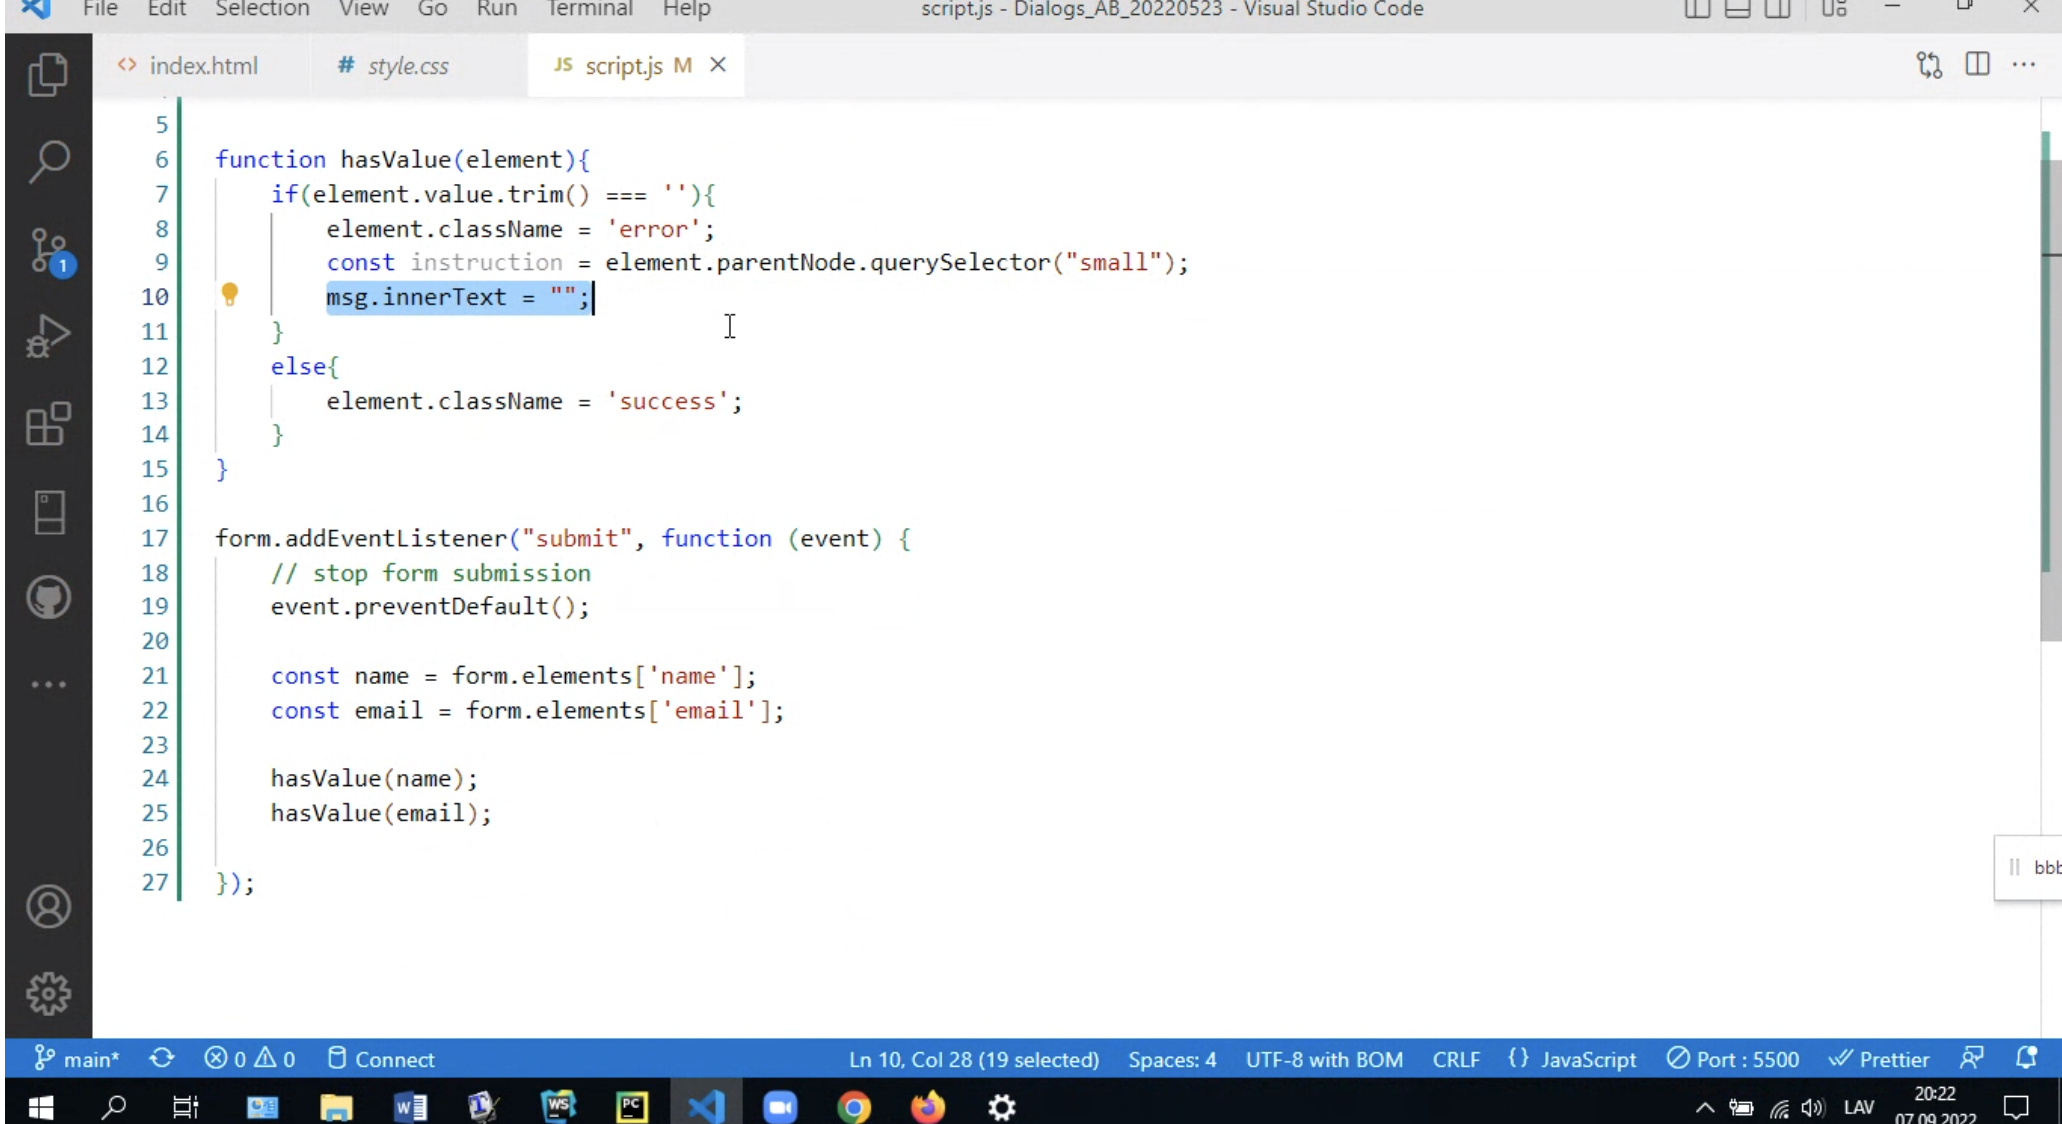 File Edit Selection View Go Run Terminal Help script.js - Dialogs_AB_20220523 - Visual Studio Code
<> index.html # style.css JS script.js M
5
6 function hasValue(element){
7 if(element.value.trim() === ''){
8 element.className = 'error';
9 const instruction = element.parentNode.querySelector("small");
10 msg.innerText = "";
11 }
12 else{
13 element.className = 'success';
14 }
15 }
16
17 form.addEventListener("submit", function (event) {
18 // stop form submission
19 event.preventDefault();
20
21 const name = form.elements['name'];
22 const email = form.elements['email'];
23
24 hasValue(name);
25 hasValue(email);
26
27 });
1
bbb
main* 0 0 Connect Ln 10, Col 28 (19 selected) Spaces: 4 UTF-8 with BOM CRLF {} JavaScript Port : 5500 Prettier
W WS PC LAV 20:22
07.09.2022